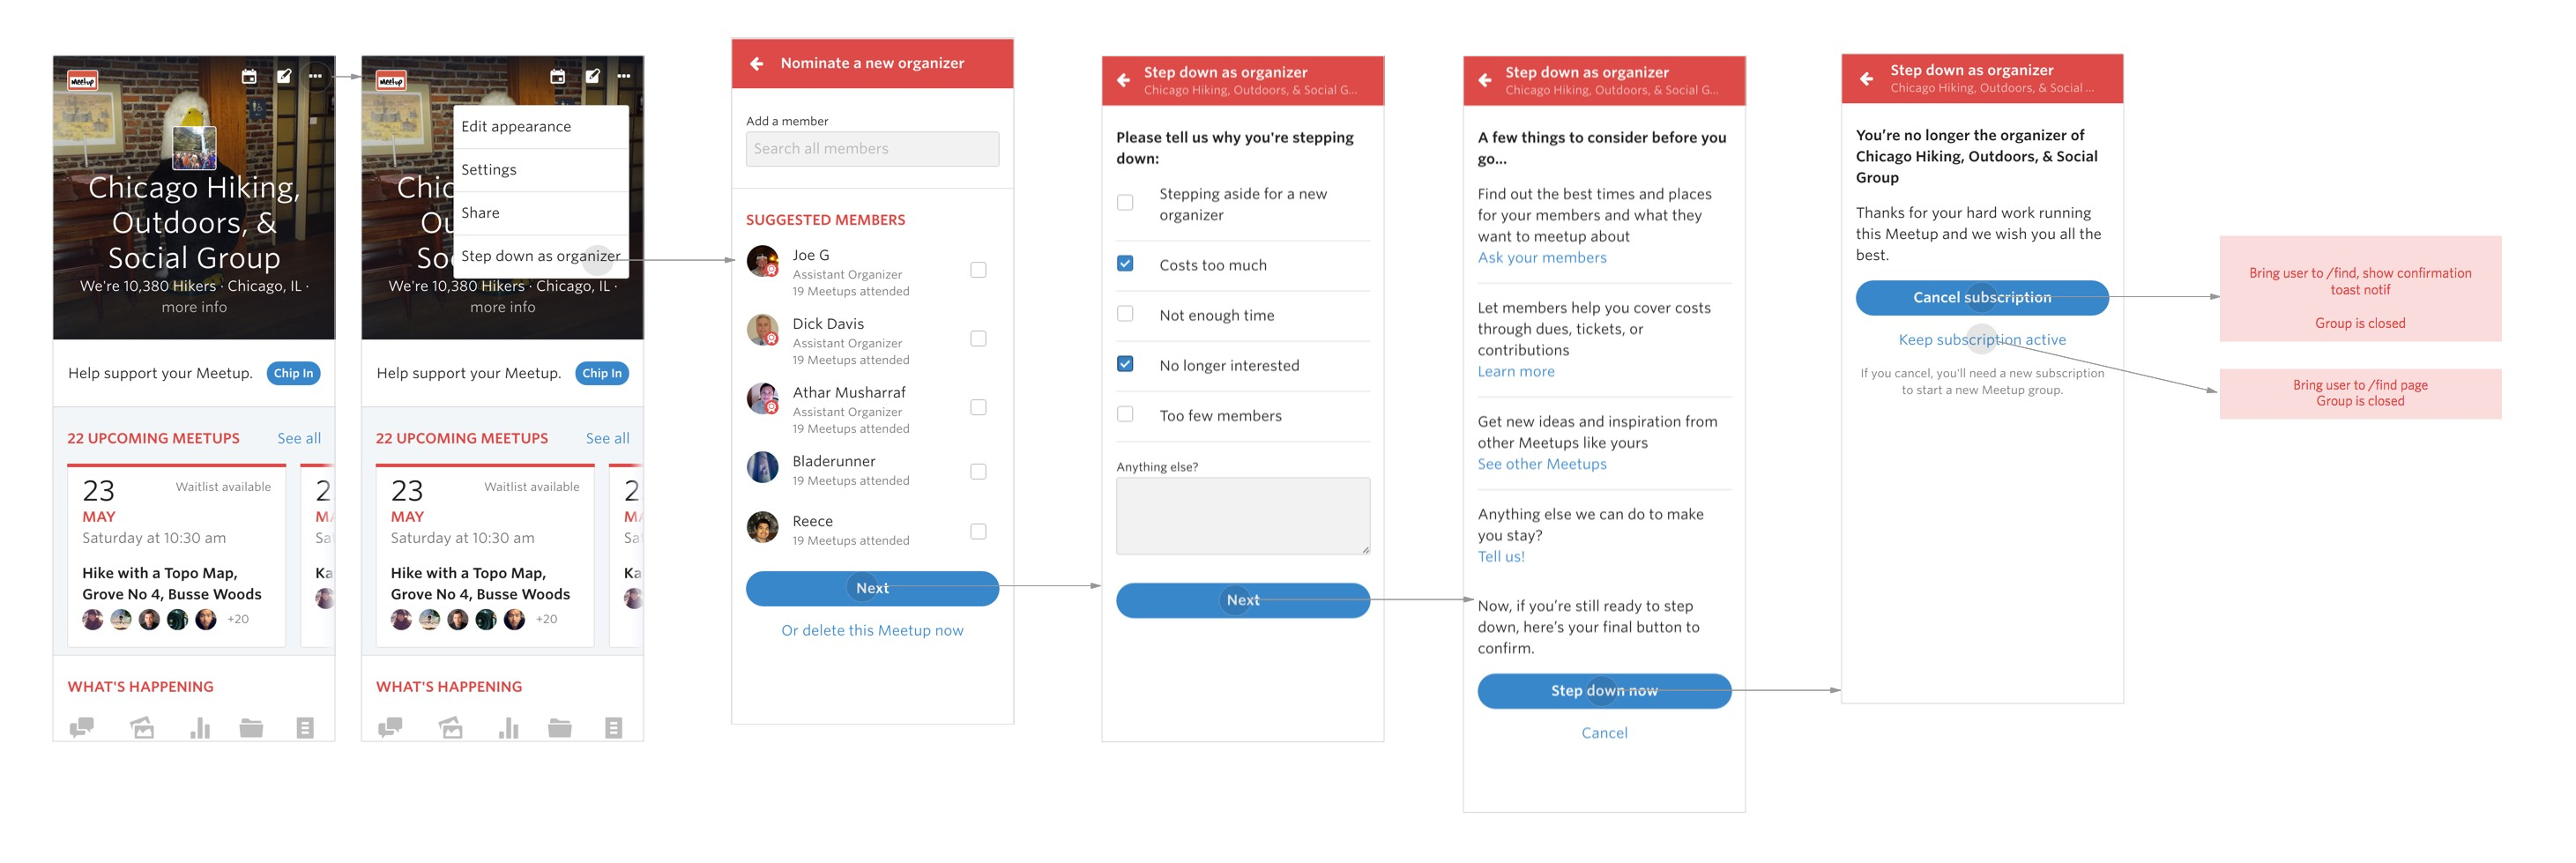 Meetup
Chicago Hiking,
Outdoors, &
Social Group
We're 10,380 Hikers · Chicago, IL ·
more info
Help support your Meetup.
Chip In
22 UPCOMING MEETUPS
See all
23
Waitlist available
MAY
Saturday at 10:30 am
Hike with a Topo Map,
Grove No 4, Busse Woods
+20
2
MA
Sat
Ka
WHAT'S HAPPENING
Meetup
Edit appearance
Settings
Share
Step down as organizer
Chic
Ou
Soc
We're 10,380 Hikers · Chicago, IL ·
more info
Help support your Meetup.
Chip In
22 UPCOMING MEETUPS
See all
23
Waitlist available
MAY
Saturday at 10:30 am
Hike with a Topo Map,
Grove No 4, Busse Woods
+20
2
MA
Sat
Ka
WHAT'S HAPPENING
Nominate a new organizer
Add a member
Search all members
SUGGESTED MEMBERS
Joe G
Assistant Organizer
19 Meetups attended
Dick Davis
Assistant Organizer
19 Meetups attended
Athar Musharraf
Assistant Organizer
19 Meetups attended
Bladerunner
19 Meetups attended
Reece
19 Meetups attended
Next
Or delete this Meetup now
Step down as organizer
Chicago Hiking, Outdoors, & Social G...
Please tell us why you're stepping
down:
Stepping aside for a new
organizer
Costs too much
Not enough time
No longer interested
Too few members
Anything else?
Next
Step down as organizer
Chicago Hiking, Outdoors, & Social G...
A few things to consider before you
go...
Find out the best times and places
for your members and what they
want to meetup about
Ask your members
Let members help you cover costs
through dues, tickets, or
contributions
Learn more
Get new ideas and inspiration from
other Meetups like yours
See other Meetups
Anything else we can do to make
you stay?
Tell us!
Now, if you’re still ready to step
down, here’s your final button to
confirm.
Step down now
Cancel
Step down as organizer
Chicago Hiking, Outdoors, & Social ...
You’re no longer the organizer of
Chicago Hiking, Outdoors, & Social
Group
Thanks for your hard work running
this Meetup and we wish you all the
best.
Cancel subscription
Keep subscription active
If you cancel, you'll need a new subscription
to start a new Meetup group.
Bring user to /find, show confirmation
toast notif
Group is closed
Bring user to /find page
Group is closed